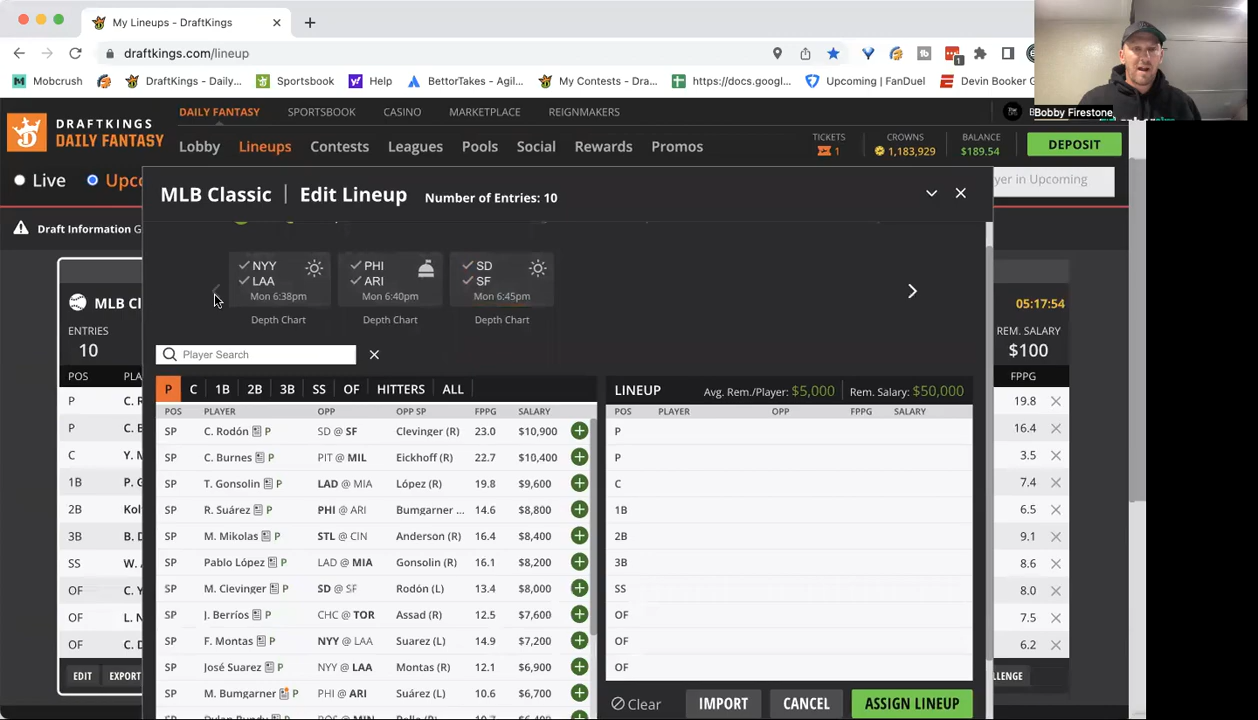 My Lineups - DraftKings
draftkings.com/lineup
1
Mobcrush
DraftKings - Daily...
Sportsbook
Help
BettorTakes - Agil...
My Contests - Dra...
https://docs.googl...
Upcoming | FanDuel
Devin Booker G
Bobby Firestone
DRAFTKINGS
DAILY FANTASY
DAILY FANTASY
SPORTSBOOK
CASINO
MARKETPLACE
REIGNMAKERS
Lobby
Lineups
Contests
Leagues
Pools
Social
Rewards
Promos
TICKETS
1
CROWNS
1,183,929
BALANCE
$189.54
DEPOSIT
Live
Upco
yer in Upcoming
MLB Classic | Edit Lineup
Number of Entries: 10
Draft Information G
NYY
LAA
Mon 6:38pm
Depth Chart
PHI
ARI
Mon 6:40pm
Depth Chart
SD
SF
Mon 6:45pm
Depth Chart
Player Search
P C 1B 2B 3B SS OF HITTERS ALL
POS PLAYER OPP OPP SP FPPG SALARY
SP C. Rodón P SD @ SF Clevinger (R) 23.0 $10,900
SP C. Burnes P PIT @ MIL Eickhoff (R) 22.7 $10,400
SP T. Gonsolin P LAD @ MIA López (R) 19.8 $9,600
SP R. Suárez P PHI @ ARI Bumgarner ... 14.6 $8,800
SP M. Mikolas P STL @ CIN Anderson (R) 16.4 $8,400
SP Pablo López P LAD @ MIA Gonsolin (R) 16.1 $8,200
SP M. Clevinger P SD @ SF Rodón (L) 13.4 $8,000
SP J. Berríos P CHC @ TOR Assad (R) 12.5 $7,600
SP F. Montas P NYY @ LAA Suarez (L) 14.9 $7,200
SP José Suarez P NYY @ LAA Montas (R) 12.1 $6,900
SP M. Bumgarner P PHI @ ARI Suárez (L) 10.6 $6,700
LINEUP
Avg. Rem./Player: $5,000 | Rem. Salary: $50,000
POS PLAYER OPP FPPG SALARY
P
P
C
1B
2B
3B
SS
OF
OF
OF
Clear
IMPORT
CANCEL
ASSIGN LINEUP
MLB Cl
ENTRIES
10
POS PLA
P C. R
P C. E
C Y. M
1B P. G
2B Kol
3B B. D
SS W.
OF C. Y
OF L. N
OF C. D
EDIT
EXPORT
05:17:54
REM. SALARY
$100
FPPG
19.8
16.4
3.5
7.4
6.5
9.1
8.6
8.0
7.5
6.2
LLENGE